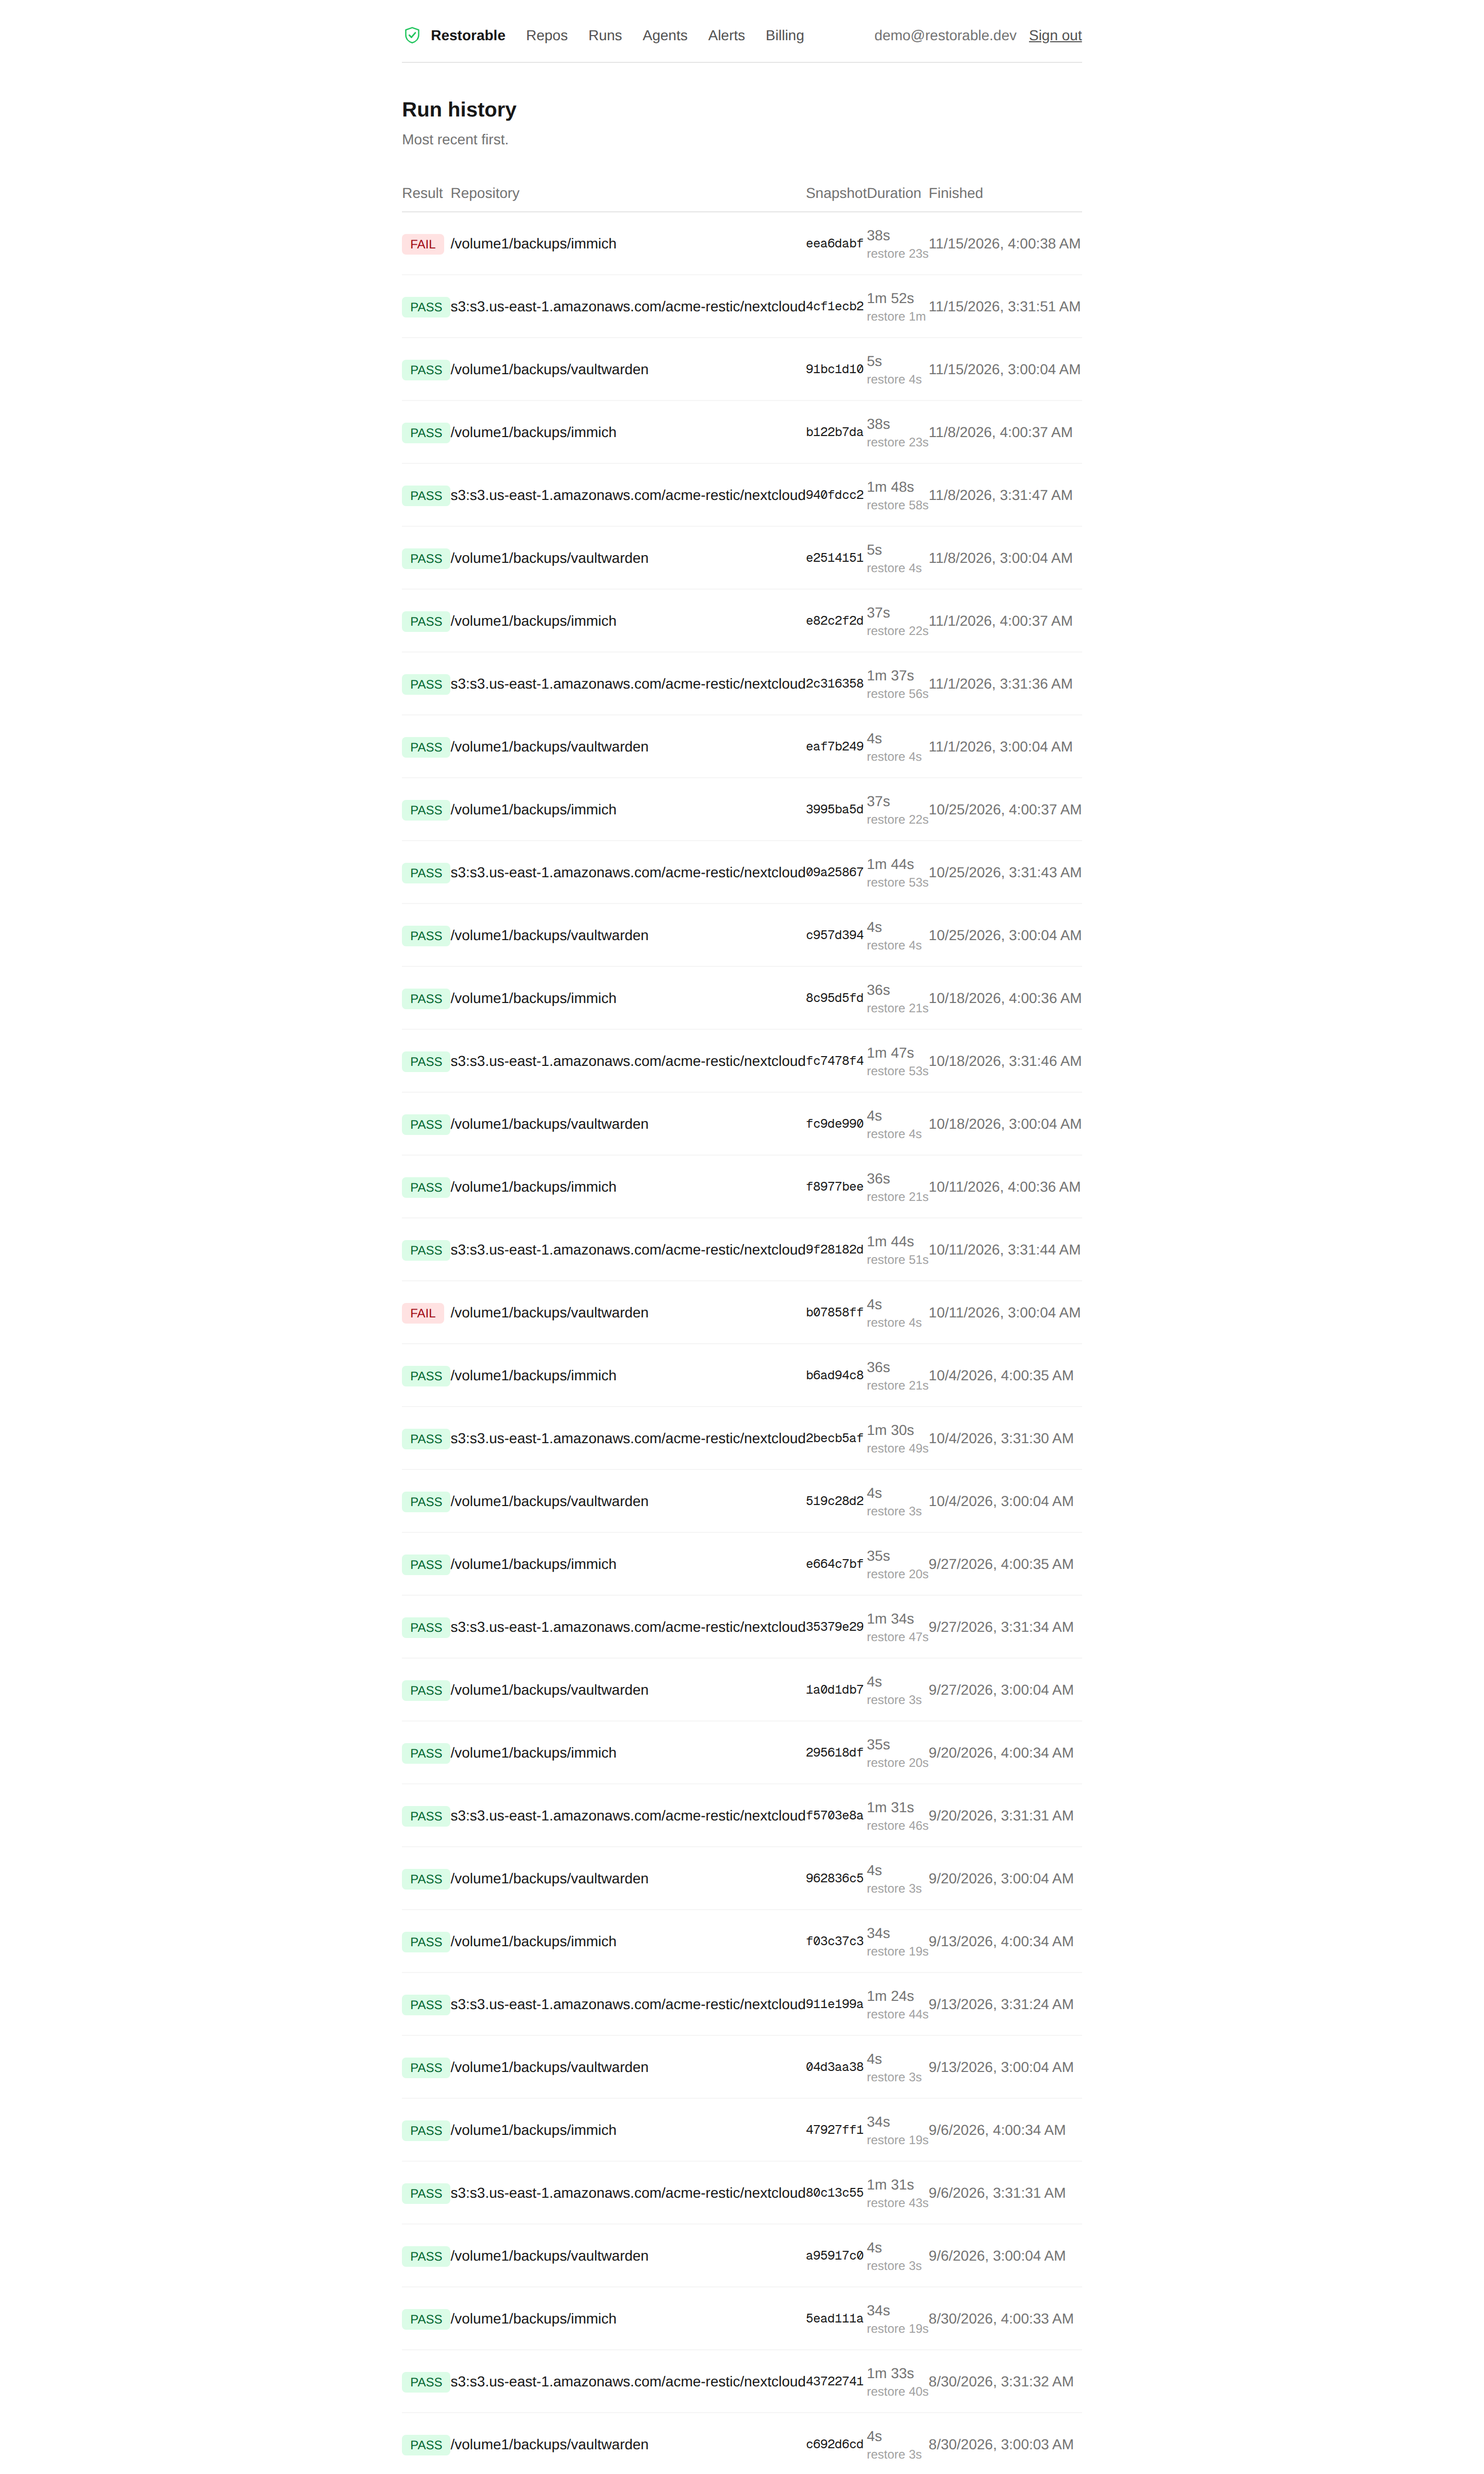 Restorable Repos Runs Agents Alerts Billing demo@restorable.dev Sign out
Run history
Most recent first.
Result Repository Snapshot Duration Finished
FAIL /volume1/backups/immich eea6dabf 38s restore 23s 11/15/2026, 4:00:38 AM
PASS s3:s3.us-east-1.amazonaws.com/acme-restic/nextcloud 4cf1ecb2 1m 52s restore 1m 11/15/2026, 3:31:51 AM
PASS /volume1/backups/vaultwarden 91bc1d10 5s restore 4s 11/15/2026, 3:00:04 AM
PASS /volume1/backups/immich b122b7da 38s restore 23s 11/8/2026, 4:00:37 AM
PASS s3:s3.us-east-1.amazonaws.com/acme-restic/nextcloud 940fdcc2 1m 48s restore 58s 11/8/2026, 3:31:47 AM
PASS /volume1/backups/vaultwarden e2514151 5s restore 4s 11/8/2026, 3:00:04 AM
PASS /volume1/backups/immich e82c2f2d 37s restore 22s 11/1/2026, 4:00:37 AM
PASS s3:s3.us-east-1.amazonaws.com/acme-restic/nextcloud 2c316358 1m 37s restore 56s 11/1/2026, 3:31:36 AM
PASS /volume1/backups/vaultwarden eaf7b249 4s restore 4s 11/1/2026, 3:00:04 AM
PASS /volume1/backups/immich 3995ba5d 37s restore 22s 10/25/2026, 4:00:37 AM
PASS s3:s3.us-east-1.amazonaws.com/acme-restic/nextcloud 09a25867 1m 44s restore 53s 10/25/2026, 3:31:43 AM
PASS /volume1/backups/vaultwarden c957d394 4s restore 4s 10/25/2026, 3:00:04 AM
PASS /volume1/backups/immich 8c95d5fd 36s restore 21s 10/18/2026, 4:00:36 AM
PASS s3:s3.us-east-1.amazonaws.com/acme-restic/nextcloud fc7478f4 1m 47s restore 53s 10/18/2026, 3:31:46 AM
PASS /volume1/backups/vaultwarden fc9de990 4s restore 4s 10/18/2026, 3:00:04 AM
PASS /volume1/backups/immich f8977bee 36s restore 21s 10/11/2026, 4:00:36 AM
PASS s3:s3.us-east-1.amazonaws.com/acme-restic/nextcloud 9f28182d 1m 44s restore 51s 10/11/2026, 3:31:44 AM
FAIL /volume1/backups/vaultwarden b07858ff 4s restore 4s 10/11/2026, 3:00:04 AM
PASS /volume1/backups/immich b6ad94c8 36s restore 21s 10/4/2026, 4:00:35 AM
PASS s3:s3.us-east-1.amazonaws.com/acme-restic/nextcloud 2becb5af 1m 30s restore 49s 10/4/2026, 3:31:30 AM
PASS /volume1/backups/vaultwarden 519c28d2 4s restore 3s 10/4/2026, 3:00:04 AM
PASS /volume1/backups/immich e664c7bf 35s restore 20s 9/27/2026, 4:00:35 AM
PASS s3:s3.us-east-1.amazonaws.com/acme-restic/nextcloud 35379e29 1m 34s restore 47s 9/27/2026, 3:31:34 AM
PASS /volume1/backups/vaultwarden 1a0d1db7 4s restore 3s 9/27/2026, 3:00:04 AM
PASS /volume1/backups/immich 295618df 35s restore 20s 9/20/2026, 4:00:34 AM
PASS s3:s3.us-east-1.amazonaws.com/acme-restic/nextcloud f5703e8a 1m 31s restore 46s 9/20/2026, 3:31:31 AM
PASS /volume1/backups/vaultwarden 962836c5 4s restore 3s 9/20/2026, 3:00:04 AM
PASS /volume1/backups/immich f03c37c3 34s restore 19s 9/13/2026, 4:00:34 AM
PASS s3:s3.us-east-1.amazonaws.com/acme-restic/nextcloud 911e199a 1m 24s restore 44s 9/13/2026, 3:31:24 AM
PASS /volume1/backups/vaultwarden 04d3aa38 4s restore 3s 9/13/2026, 3:00:04 AM
PASS /volume1/backups/immich 47927ff1 34s restore 19s 9/6/2026, 4:00:34 AM
PASS s3:s3.us-east-1.amazonaws.com/acme-restic/nextcloud 80c13c55 1m 31s restore 43s 9/6/2026, 3:31:31 AM
PASS /volume1/backups/vaultwarden a95917c0 4s restore 3s 9/6/2026, 3:00:04 AM
PASS /volume1/backups/immich 5ead111a 34s restore 19s 8/30/2026, 4:00:33 AM
PASS s3:s3.us-east-1.amazonaws.com/acme-restic/nextcloud 43722741 1m 33s restore 40s 8/30/2026, 3:31:32 AM
PASS /volume1/backups/vaultwarden c692d6cd 4s restore 3s 8/30/2026, 3:00:03 AM